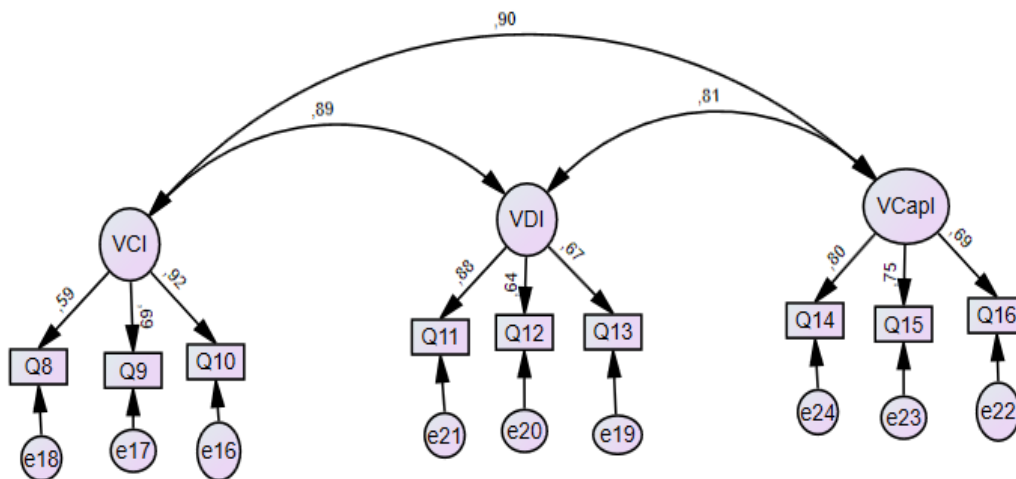 ,90
,89
,81
VCI
VDI
VCapI
,59
,69
,92
,88
,64
,67
,80
,75
,69
Q8
Q9
Q10
Q11
Q12
Q13
Q14
Q15
Q16
e18
e17
e16
e21
e20
e19
e24
e23
e22